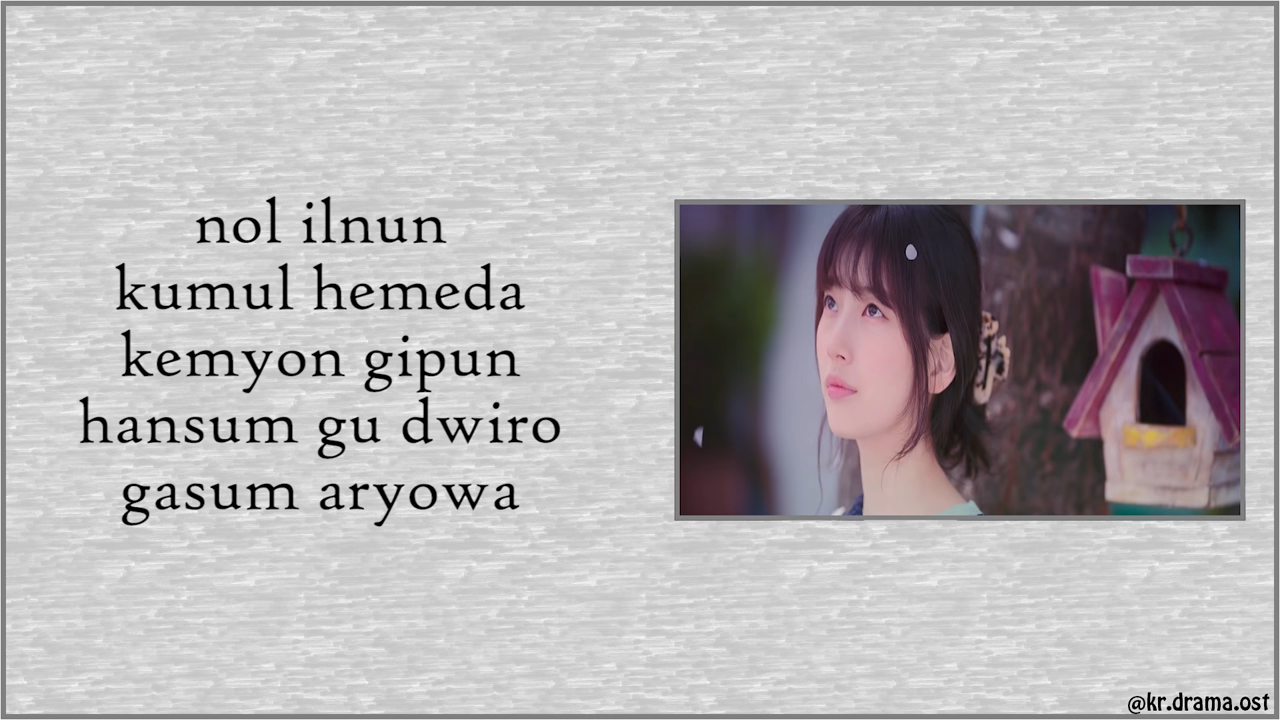 nol ilnun
kumul hemeda
kemyon gipun
hansum gu dwiro
gasum aryowa
@kr.drama.ost